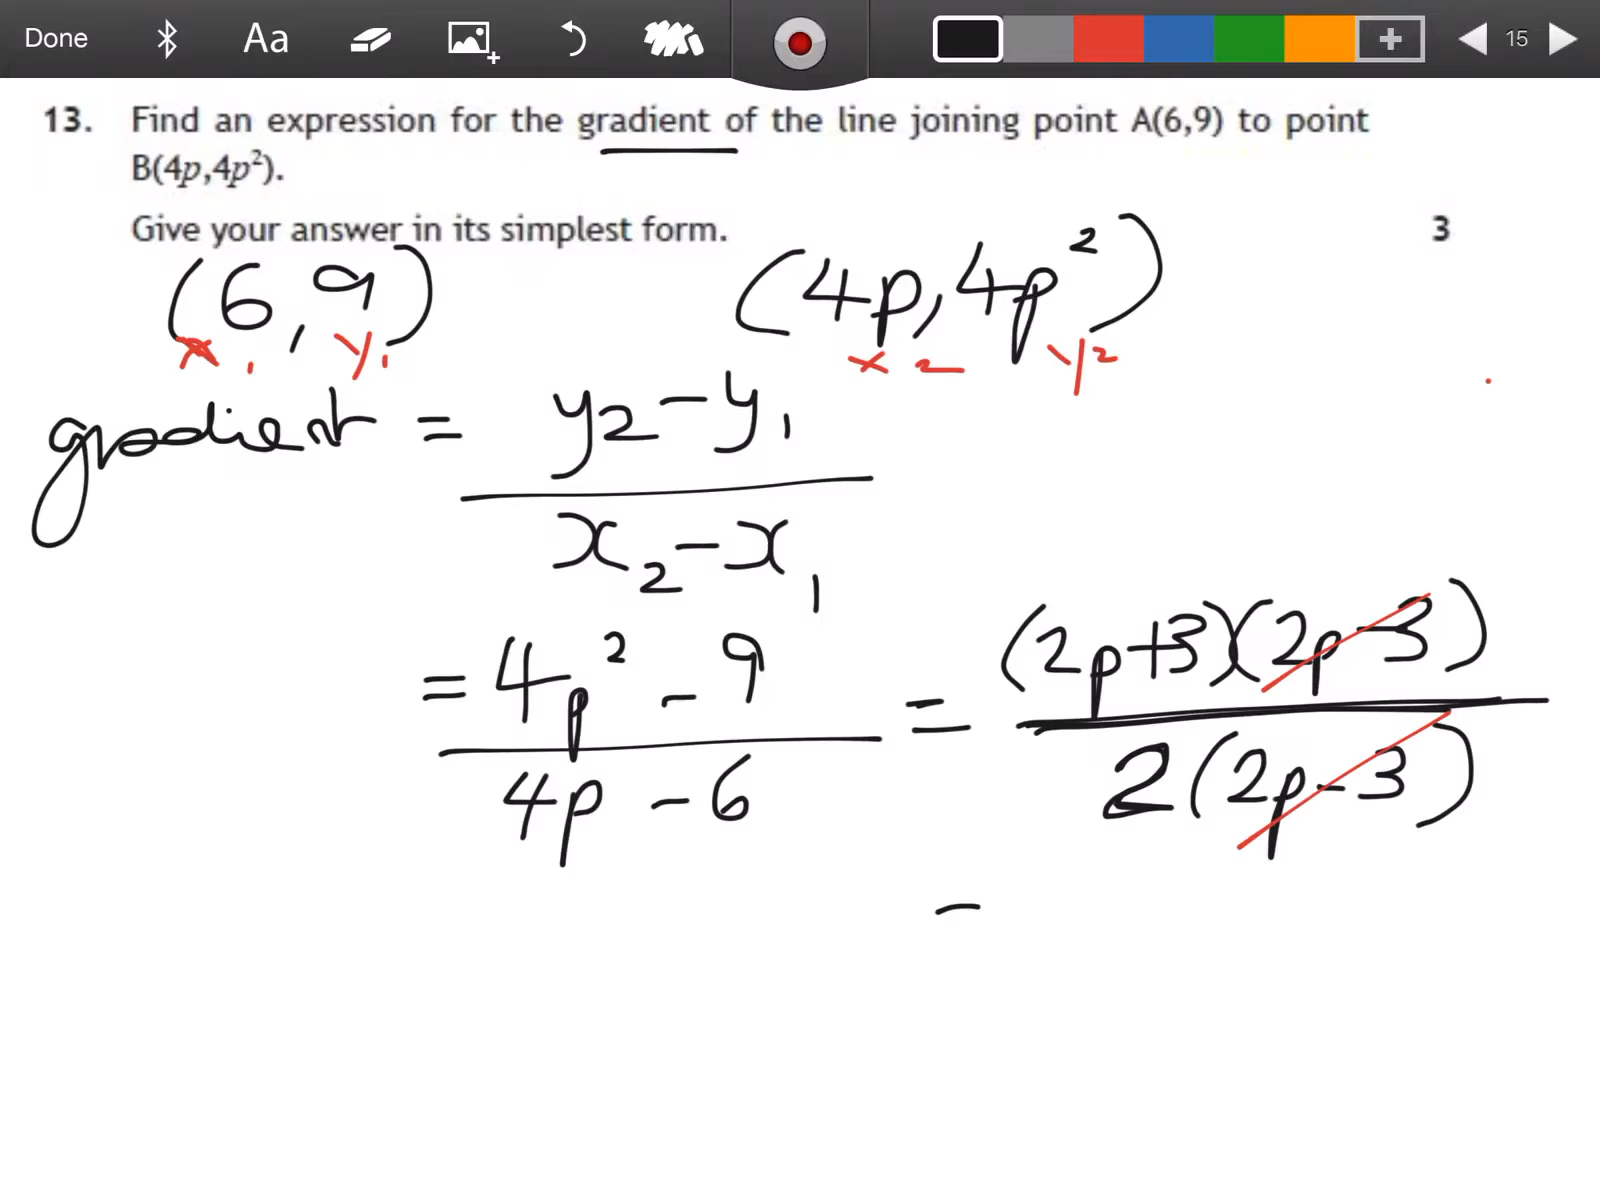 Done Aa 15
13. Find an expression for the gradient of the line joining point A(6,9) to point
B(4p,4p²).
Give your answer in its simplest form. 3
(6,9) (4p,4p²)
x₁ y₁ x₂ y₂
gradient = y₂-y₁
x₂-x₁
= 4p²-9 = (2p+3)(2p-3)
4p-6 2(2p-3)